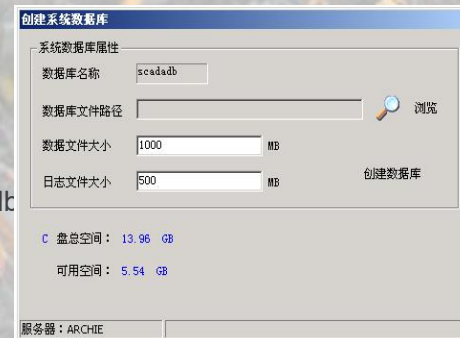 创建系统数据库
系统数据库属性
数据库名称 scadadb
数据库文件路径 浏览
数据文件大小 1000 MB
日志文件大小 500 MB 创建数据库
C 盘总空间： 13.96 GB
可用空间： 5.54 GB
服务器：ARCHIE